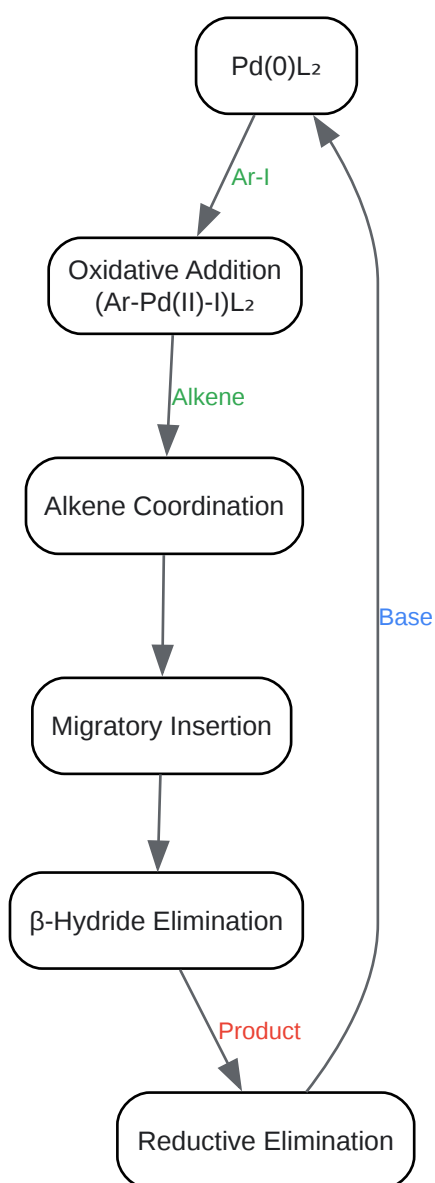 Pd(0)L₂
Ar-I
Oxidative Addition
(Ar-Pd(II)-I)L₂
Alkene
Alkene Coordination
Base
Migratory Insertion
β-Hydride Elimination
Product
Reductive Elimination